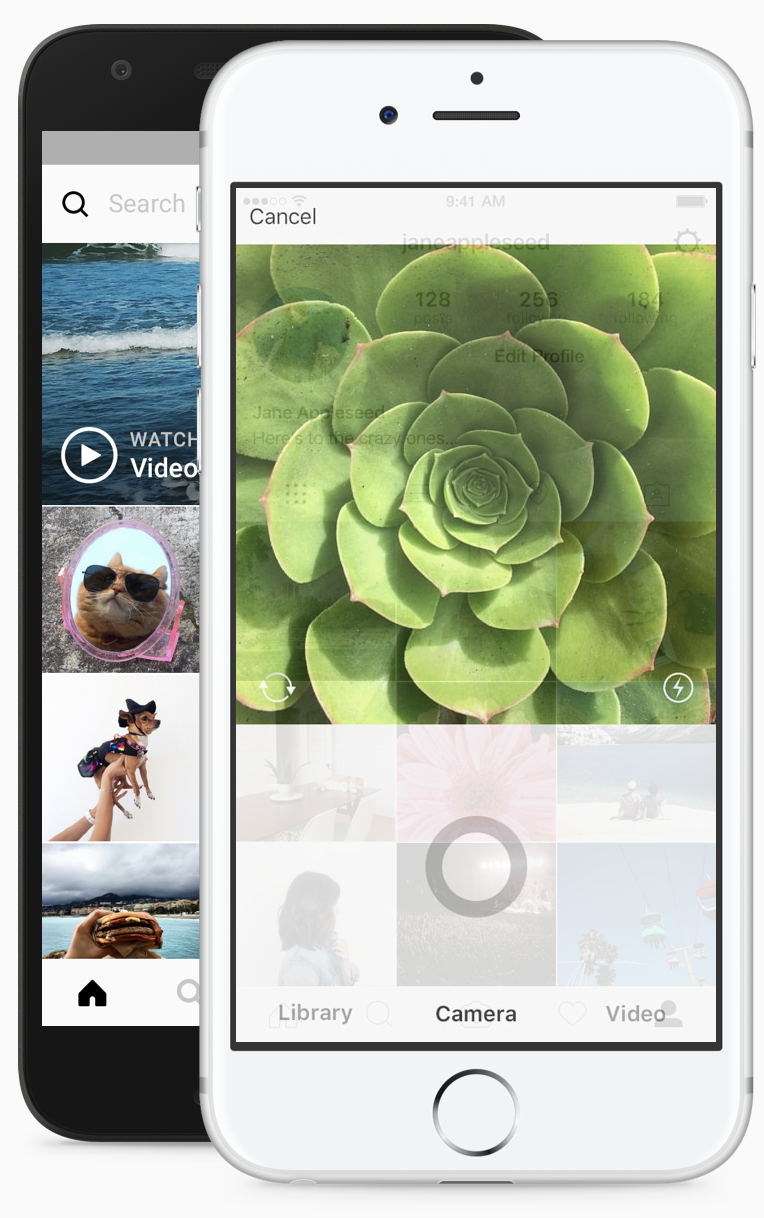 Search
WATCH
Video
9:41 AM
Cancel
janeappleseed
128 256 184
posts followers following
Edit Profile
Jane Appleseed
Here's to the crazy ones...
Library Camera Video